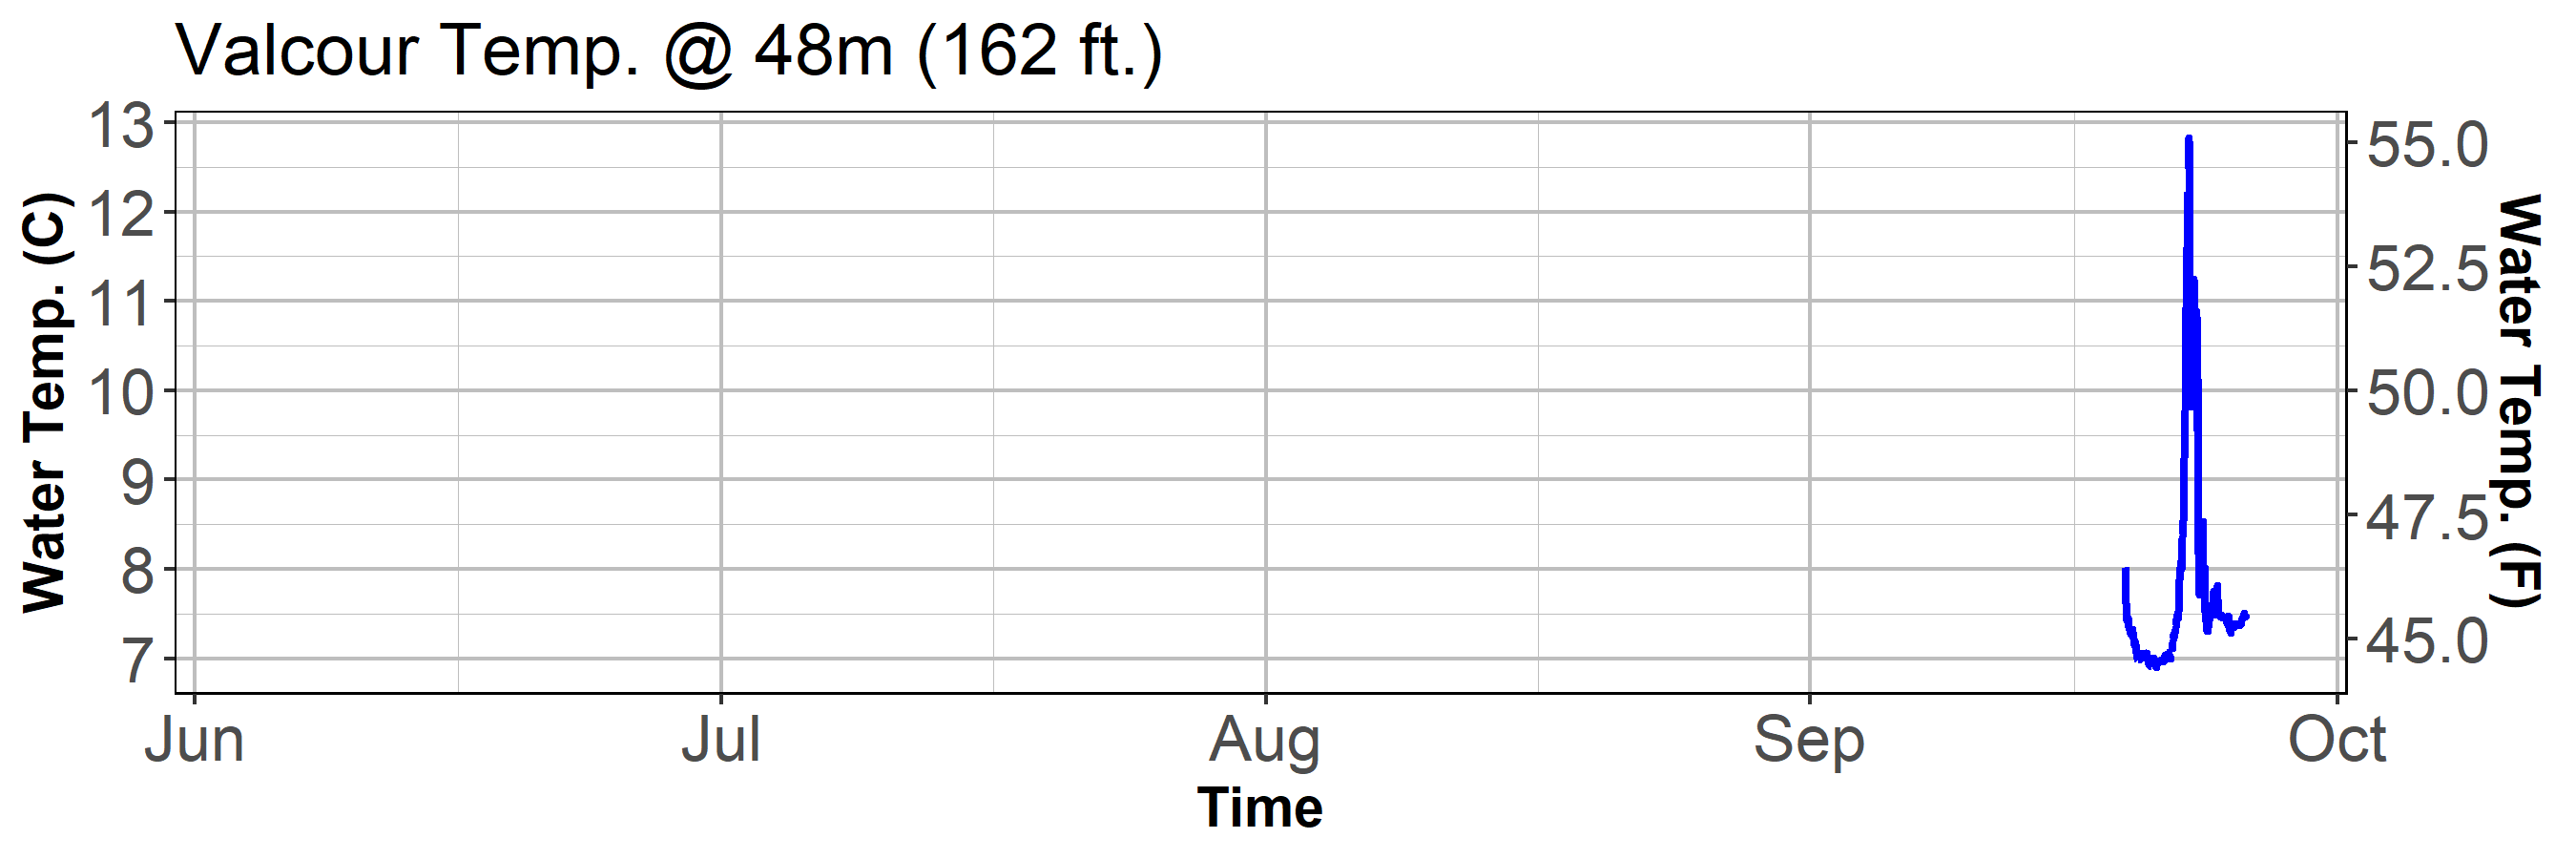 Valcour Temp. @ 48m (162 ft.)
Water Temp. (C)
13
12
11
10
9
8
7
55.0
52.5
50.0
47.5
45.0
Water Temp. (F)
Jun Jul Aug Sep Oct
Time